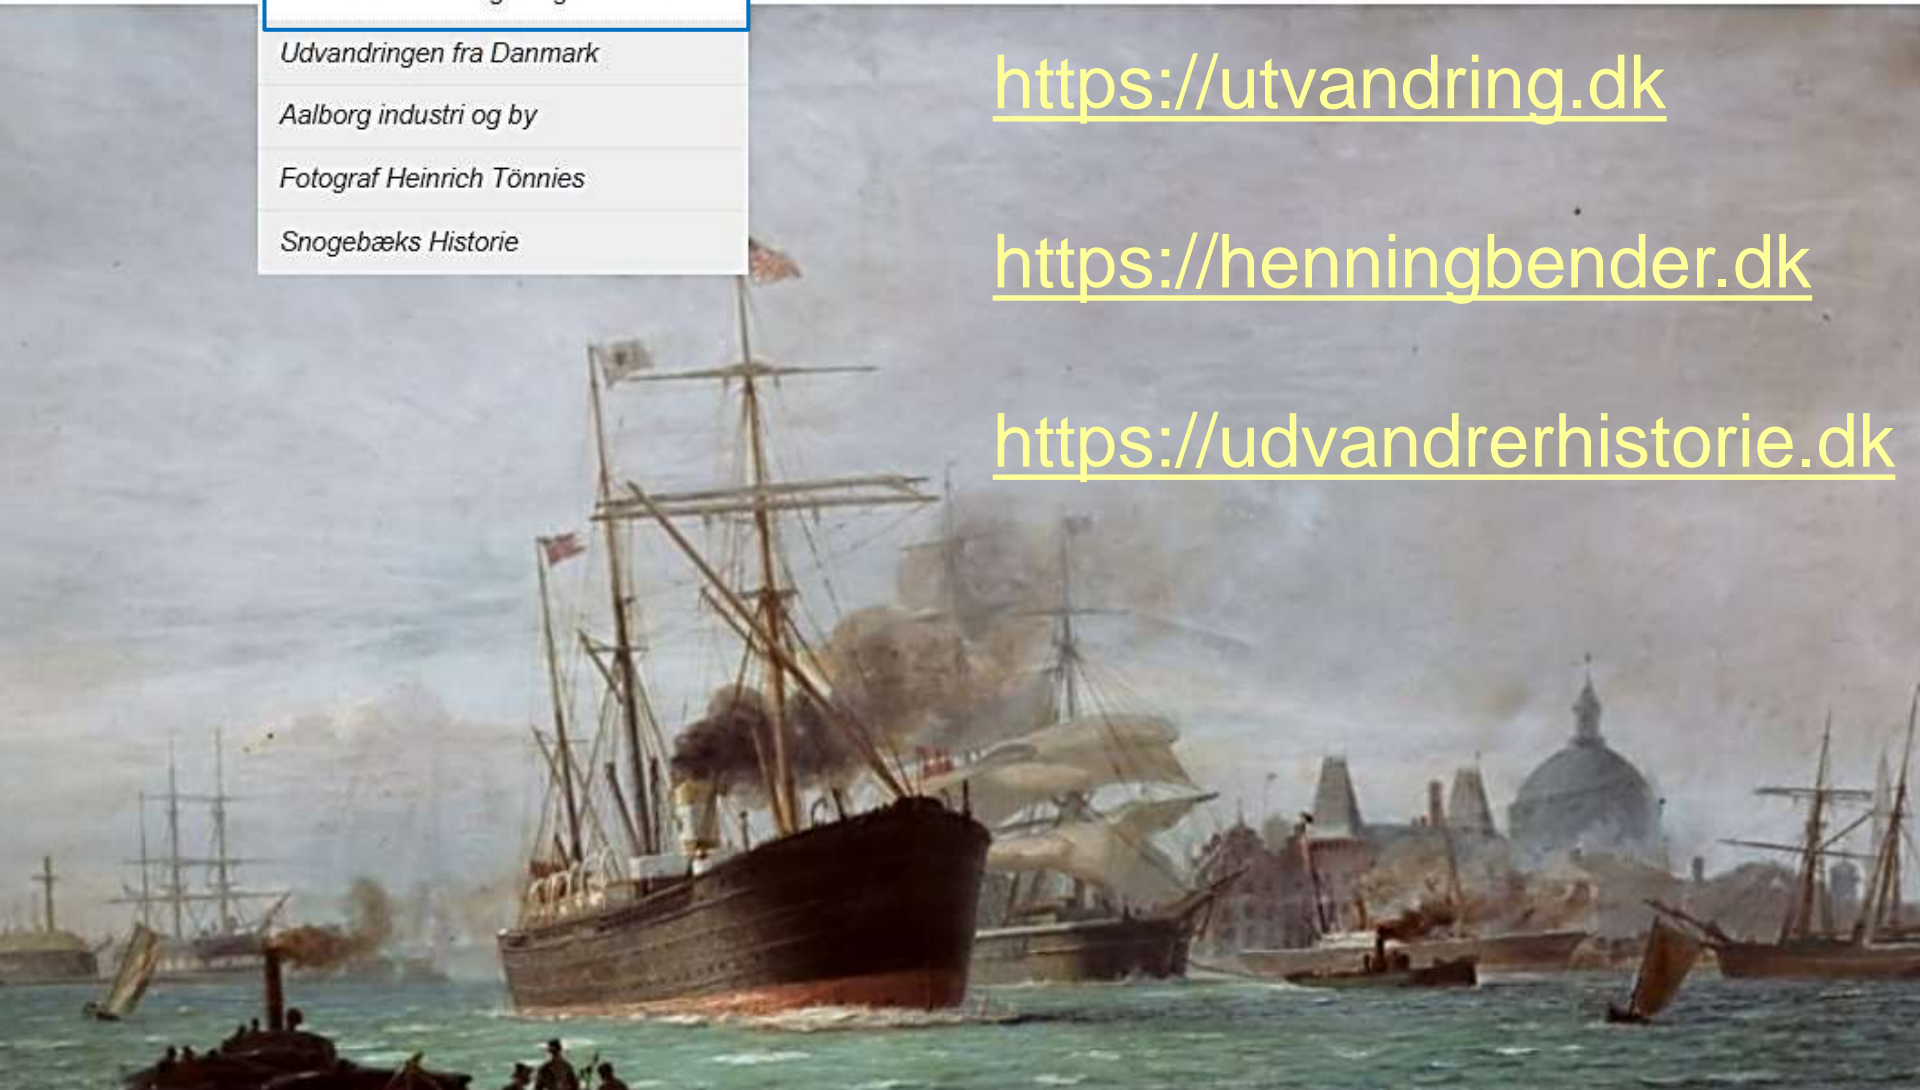 Udvandringen fra Danmark
Aalborg industri og by
Fotograf Heinrich Tönnies
Snogebæks Historie
https://utvandring.dk
https://henningbender.dk
https://udvandrerhistorie.dk